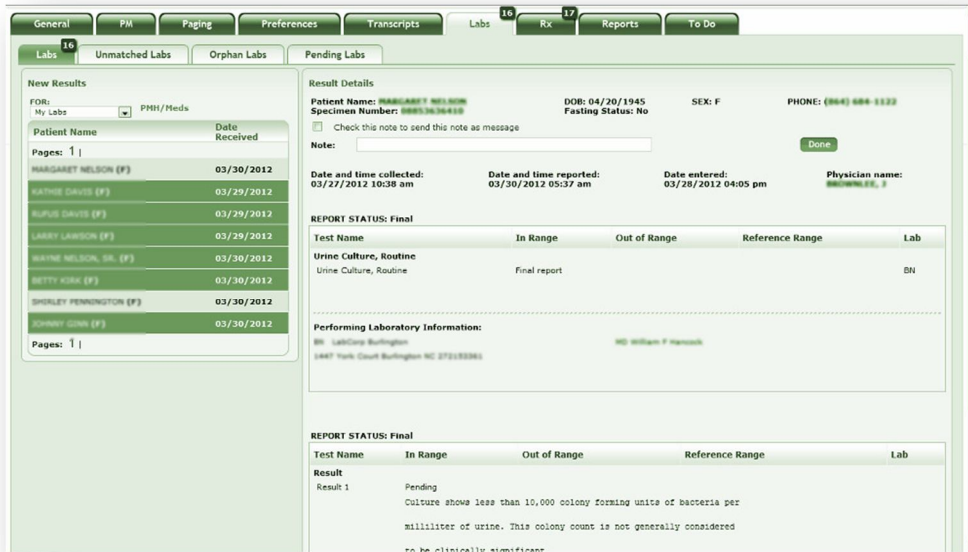 General PM Paging Preferences Transcripts Labs 16 Rx 17 Reports To Do
Labs 16 Unmatched Labs Orphan Labs Pending Labs
New Results
FOR:
My Labs PMH/Meds
Patient Name Date Received
Pages: 1 |
(F) 03/30/2012
(F) 03/29/2012
(F) 03/29/2012
(F) 03/29/2012
(F) 03/30/2012
(F) 03/30/2012
(F) 03/30/2012
(F) 03/30/2012
Pages: 1 |
Result Details
Patient Name: DOB: 04/20/1945 SEX: F PHONE:
Specimen Number: Fasting Status: No
Check this note to send this note as message
Note: Done
Date and time collected: Date and time reported: Date entered: Physician name:
03/27/2012 10:38 am 03/30/2012 05:37 am 03/28/2012 04:05 pm
REPORT STATUS: Final
Test Name In Range Out of Range Reference Range Lab
Urine Culture, Routine
Urine Culture, Routine Final report BN
Performing Laboratory Information:
REPORT STATUS: Final
Test Name In Range Out of Range Reference Range Lab
Result
Result 1 Pending
Culture shows less than 10,000 colony forming units of bacteria per
milliliter of urine. This colony count is not generally considered
to be clinically significant